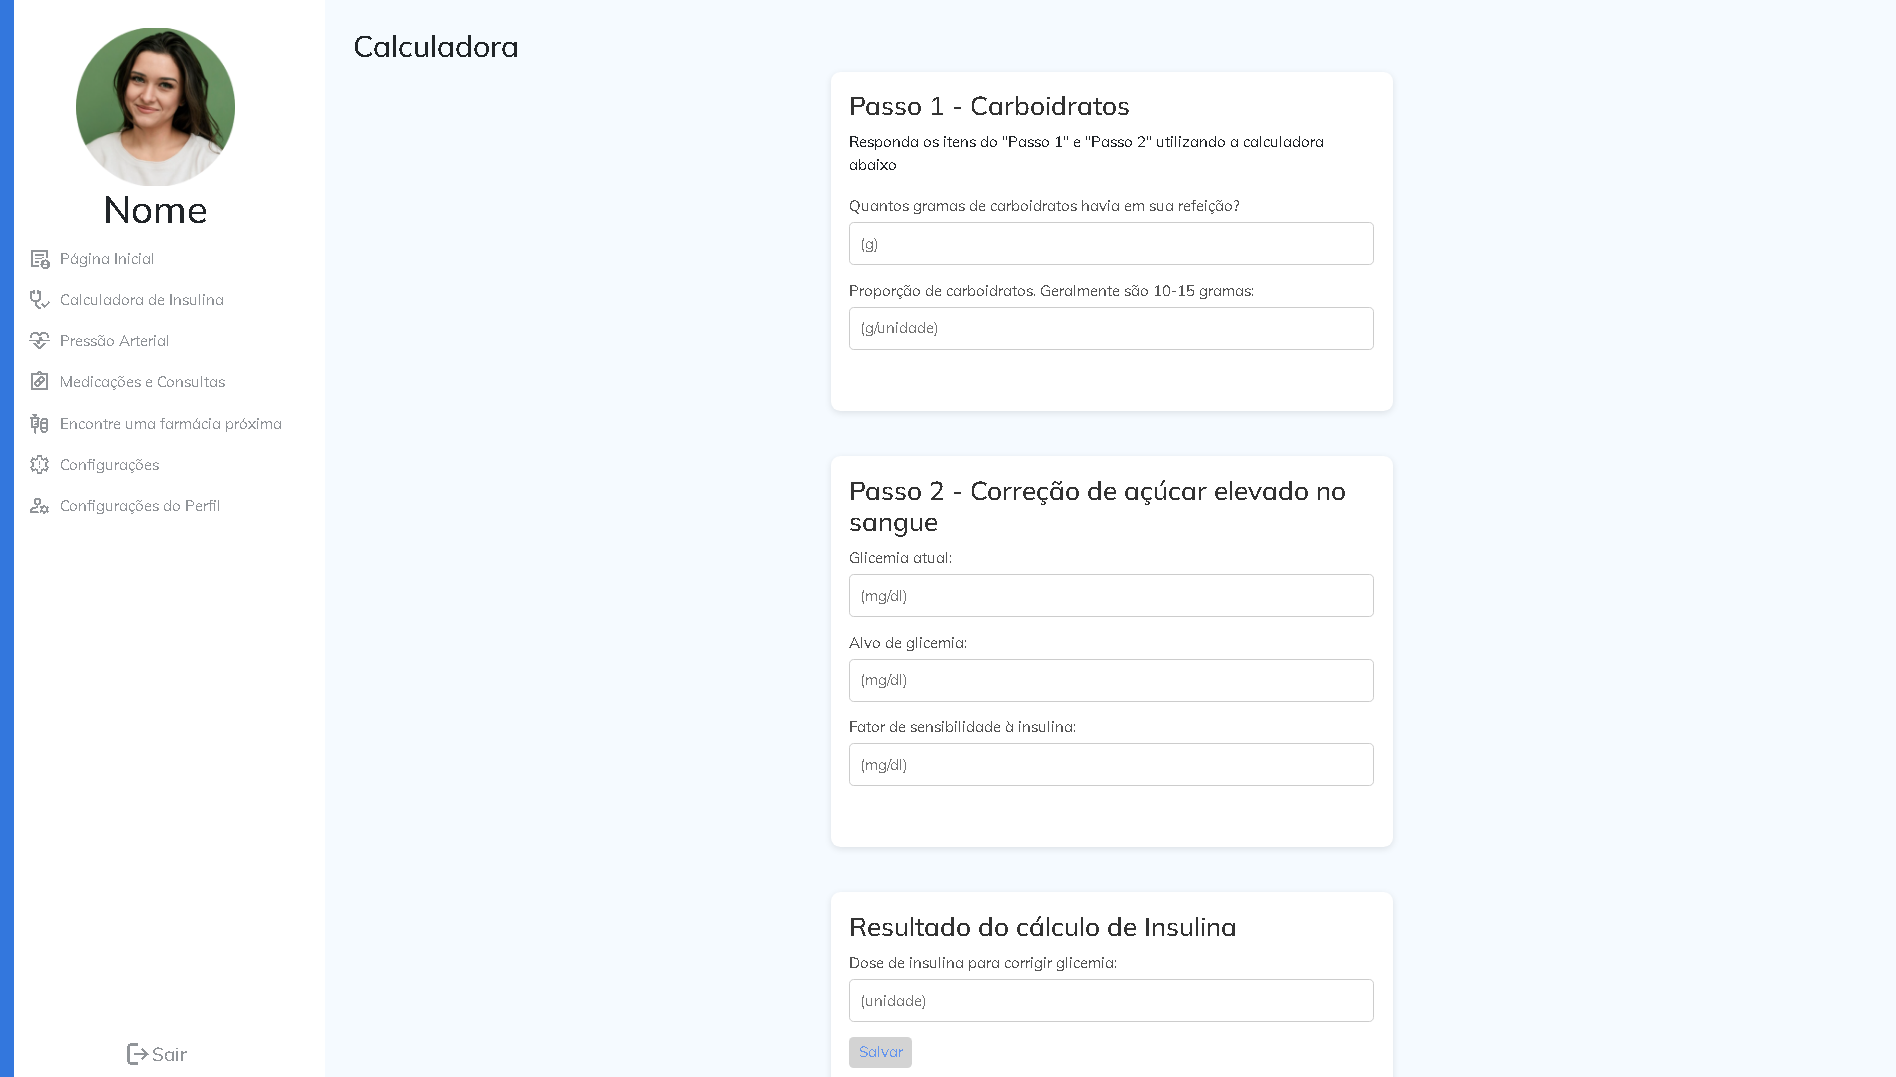 Nome
Página Inicial
Calculadora de Insulina
Pressão Arterial
Medicações e Consultas
Encontre uma farmácia próxima
Configurações
Configurações do Perfil
Sair
Calculadora
Passo 1 - Carboidratos
Responda os itens do "Passo 1" e "Passo 2" utilizando a calculadora
abaixo
Quantos gramas de carboidratos havia em sua refeição?
(g)
Proporção de carboidratos. Geralmente são 10-15 gramas:
(g/unidade)
Passo 2 - Correção de açúcar elevado no
sangue
Glicemia atual:
(mg/dl)
Alvo de glicemia:
(mg/dl)
Fator de sensibilidade à insulina:
(mg/dl)
Resultado do cálculo de Insulina
Dose de insulina para corrigir glicemia:
(unidade)
Salvar